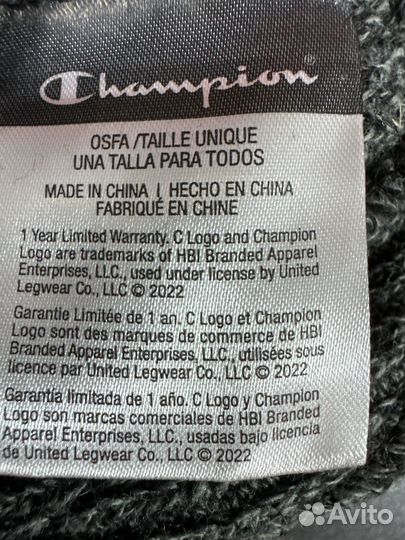 Champion®
OSFA /TAILLE UNIQUE
UNA TALLA PARA TODOS
MADE IN CHINA I HECHO EN CHINA
FABRIQUÉ EN CHINE
1 Year Limited Warranty. C Logo and Champion
Logo are trademarks of HBI Branded Apparel
Enterprises, LLC., used under license by United
Legwear Co., LLC © 2022
Garantie Limitée de 1 an. C Logo et Champion
Logo sont des marques de commerce de HBI
Branded Apparel Enterprises, LLC., utilisées sous
licence par United Legwear Co., LLC © 2022
Garantía limitada de 1 año. C Logo y Champion
Logo son marcas comerciales de HBI Branded
Apparel Enterprises, LLC., usadas bajo licencia
de United Legwear Co., LLC © 2022
Avito